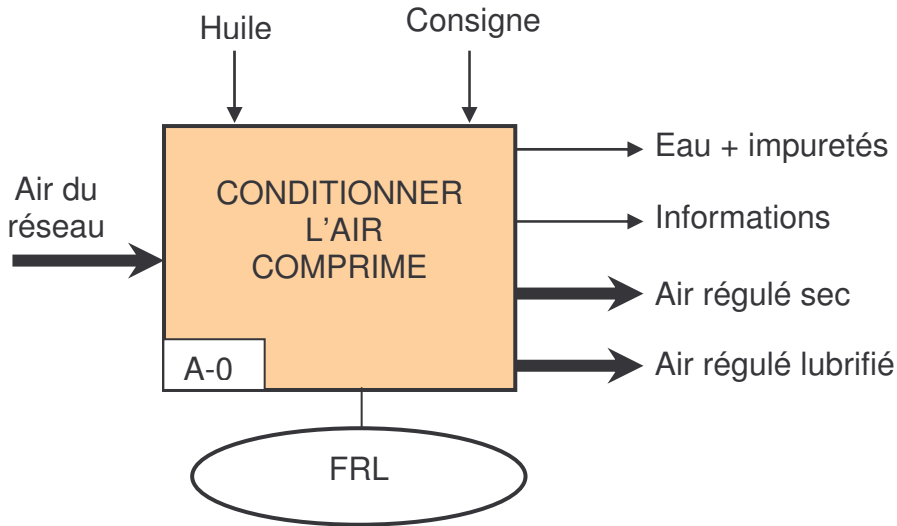 Huile
Consigne
Air du
réseau
CONDITIONNER
L'AIR
COMPRIME
A-0
Eau + impuretés
Informations
Air régulé sec
Air régulé lubrifié
FRL